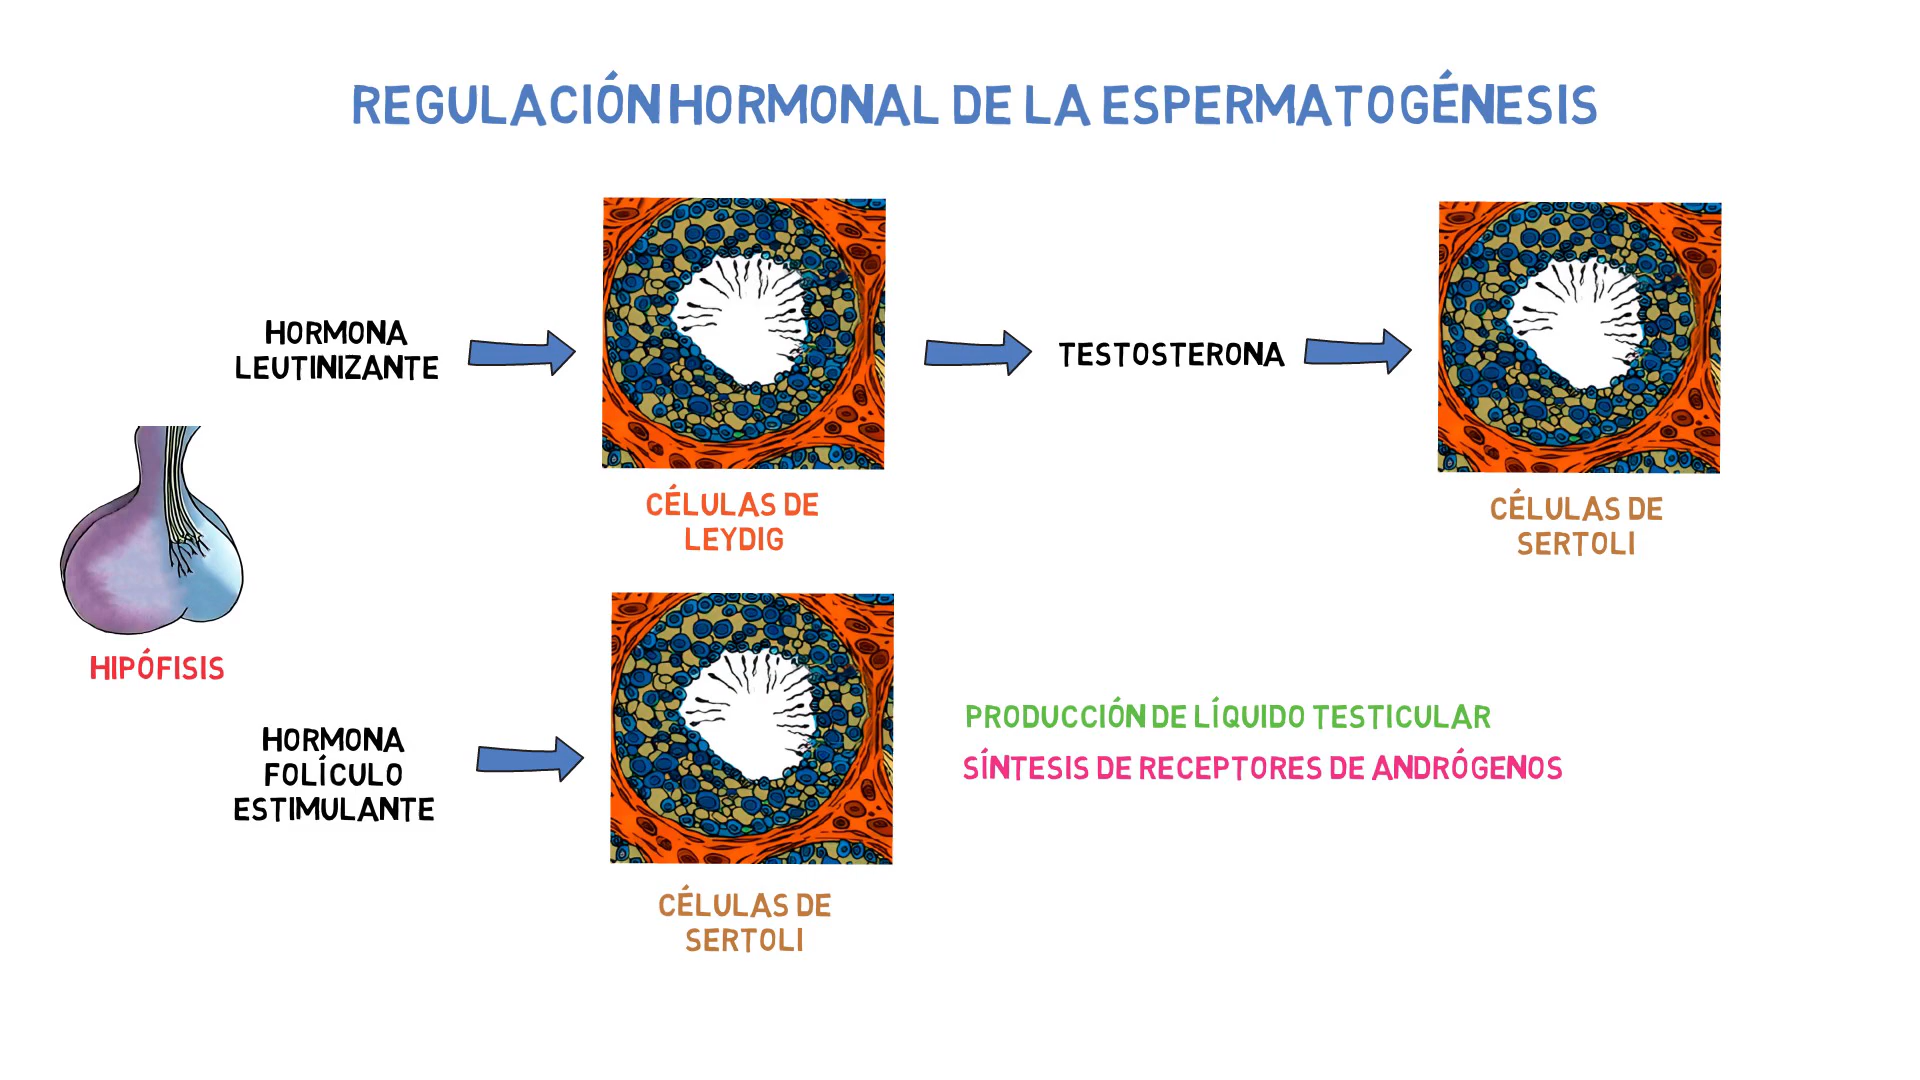 REGULACIÓN HORMONAL DE LA ESPERMATOGÉNESIS
HORMONA
LEUTINIZANTE
TESTOSTERONA
CÉLULAS DE
LEYDIG
CÉLULAS DE
SERTOLI
HIPÓFISIS
HORMONA
FOLÍCULO
ESTIMULANTE
PRODUCCIÓN DE LÍQUIDO TESTICULAR
SÍNTESIS DE RECEPTORES DE ANDRÓGENOS
CÉLULAS DE
SERTOLI